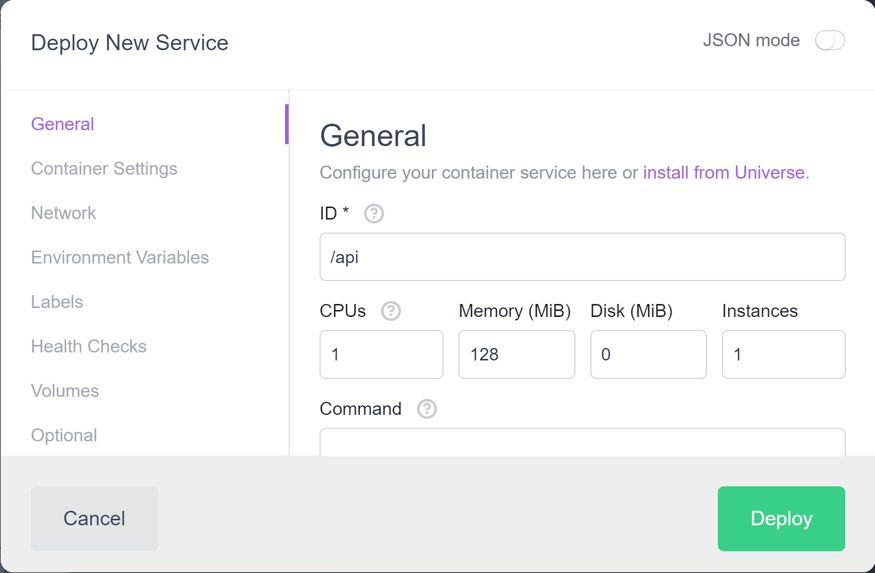 Deploy New Service
JSON mode
General
Container Settings
Network
Environment Variables
Labels
Health Checks
Volumes
Optional
General
Configure your container service here or install from Universe.
ID *
?
/api
CPUs
?
Memory (MiB)
Disk (MiB)
Instances
1
128
0
1
Command
?
Cancel
Deploy